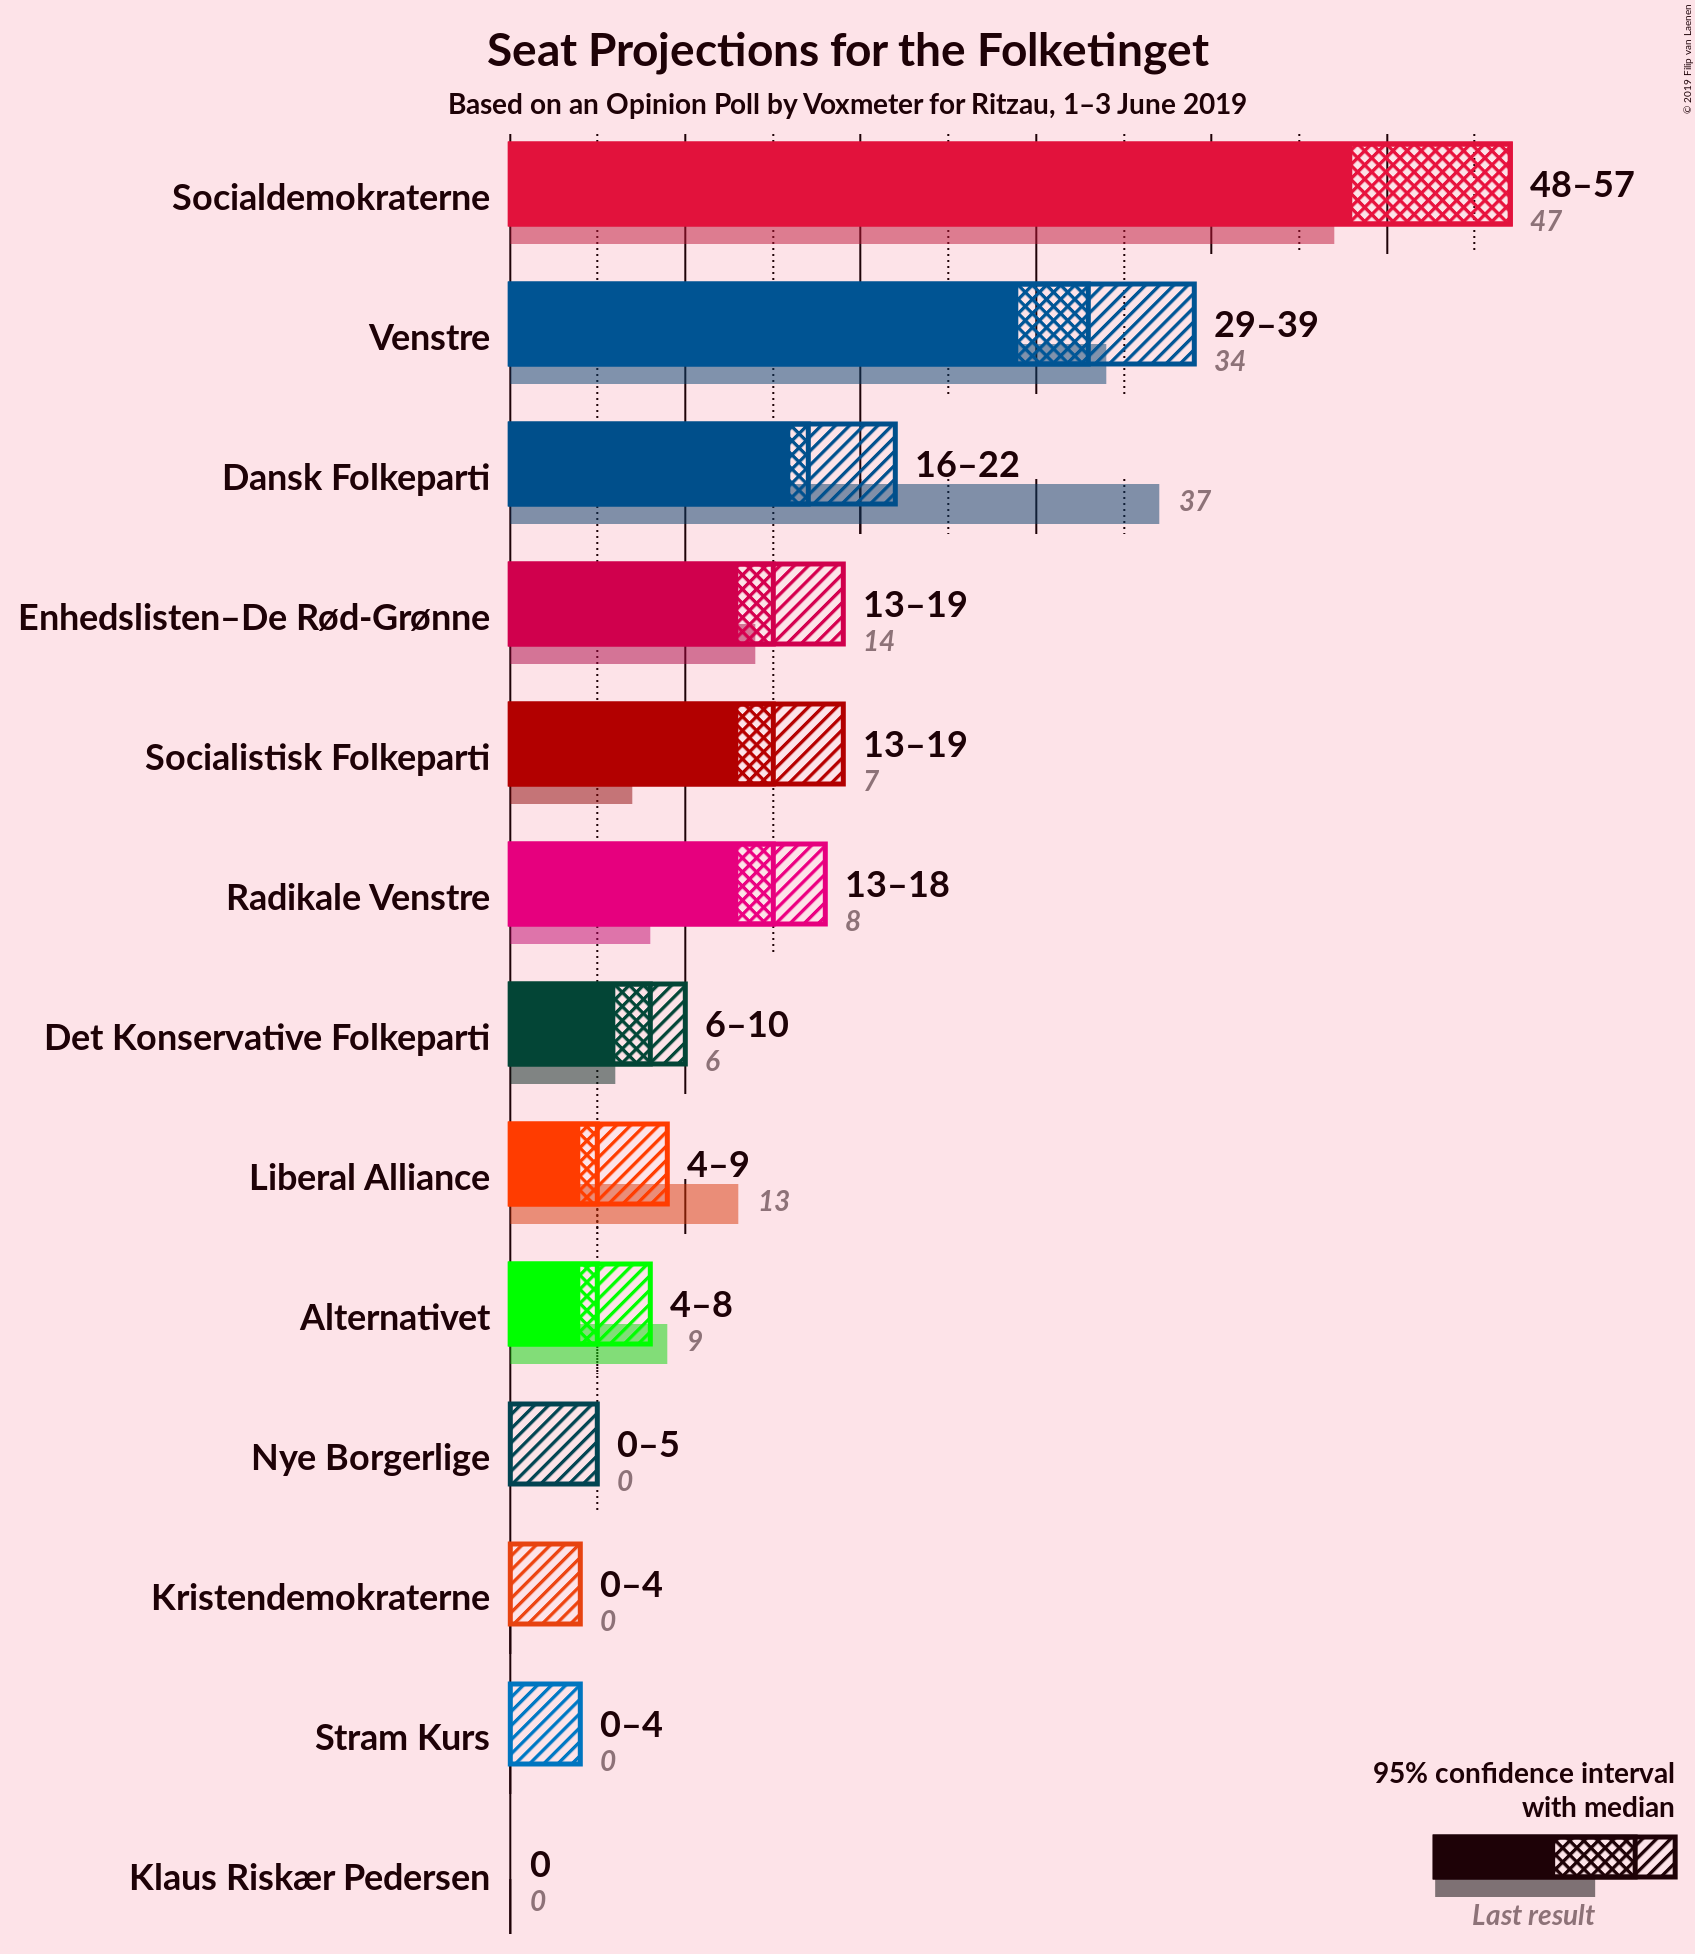 Seat Projections for the Folketinget
Based on an Opinion Poll by Voxmeter for Ritzau, 1–3 June 2019
© 2019 Filip van Laenen
Socialdemokraterne
48–57
47
Venstre
29–39
34
Dansk Folkeparti
16–22
37
Enhedslisten–De Rød-Grønne
13–19
14
Socialistisk Folkeparti
13–19
7
Radikale Venstre
13–18
8
Det Konservative Folkeparti
6–10
6
Liberal Alliance
4–9
13
Alternativet
4–8
9
Nye Borgerlige
0–5
0
Kristendemokraterne
0–4
0
Stram Kurs
0–4
0
Klaus Riskær Pedersen
0
0
95% confidence interval
with median
Last result